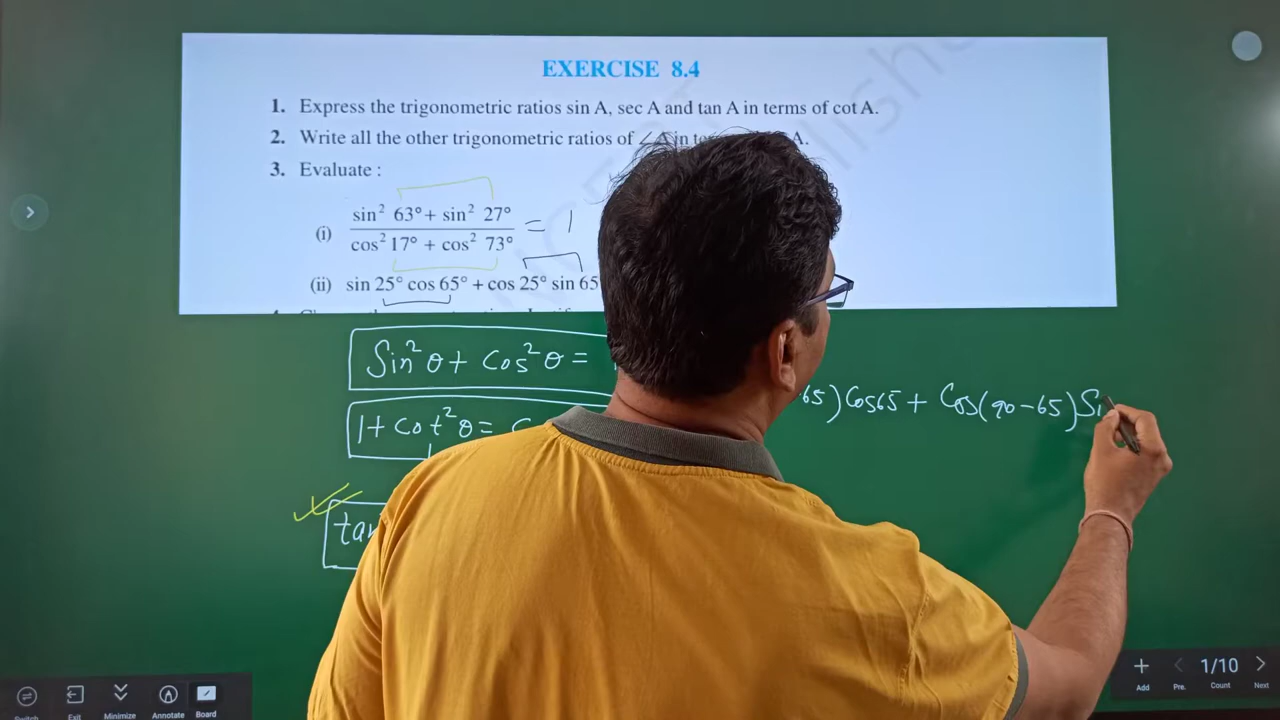 EXERCISE 8.4
1. Express the trigonometric ratios sin A, sec A and tan A in terms of cot A.
2. Write all the other trigonometric ratios of ∠A in A.
3. Evaluate :
(i) sin² 63° + sin² 27° / cos² 17° + cos² 73° = 1
(ii) sin 25° cos 65° + cos 25° sin 65
Sin²θ + Cos²θ =
65) Cos65 + Cos(90-65) Si
1 + Cot²θ =
tan
Switch
Exit
Minimize
Annotate
Board
Add
Pre.
1/10
Count
Next